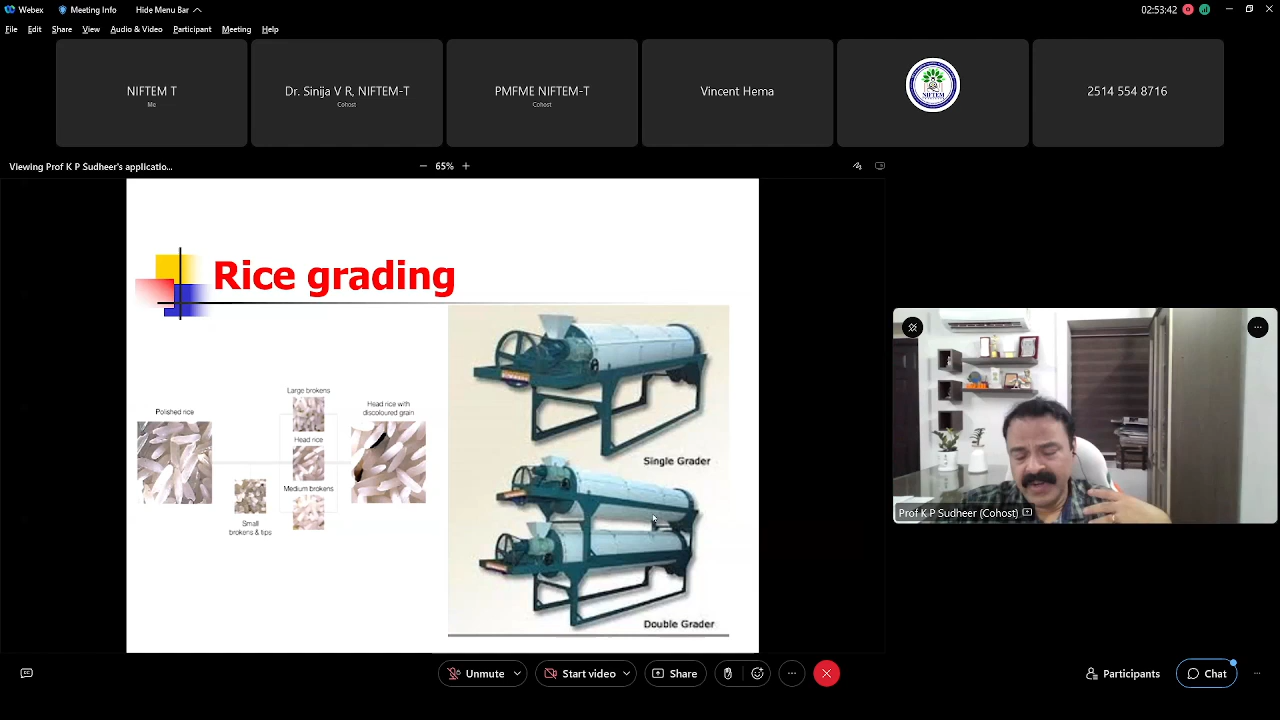 Webex
Meeting Info
Hide Menu Bar
02:53:42
File Edit Share View Audio & Video Participant Meeting Help
NIFTEM T
Me
Dr. Sinija V R, NIFTEM-T
Cohost
PMFME NIFTEM-T
Cohost
Vincent Hema
NIFTEM
2514 554 8716
Viewing Prof K P Sudheer's applicatio...
65%
Rice grading
Polished rice
Large brokens
Head rice
Medium brokens
Small
brokens & tips
Head rice with
discoloured grain
Single Grader
Double Grader
Prof K P Sudheer (Cohost)
Unmute
Start video
Share
Participants
Chat